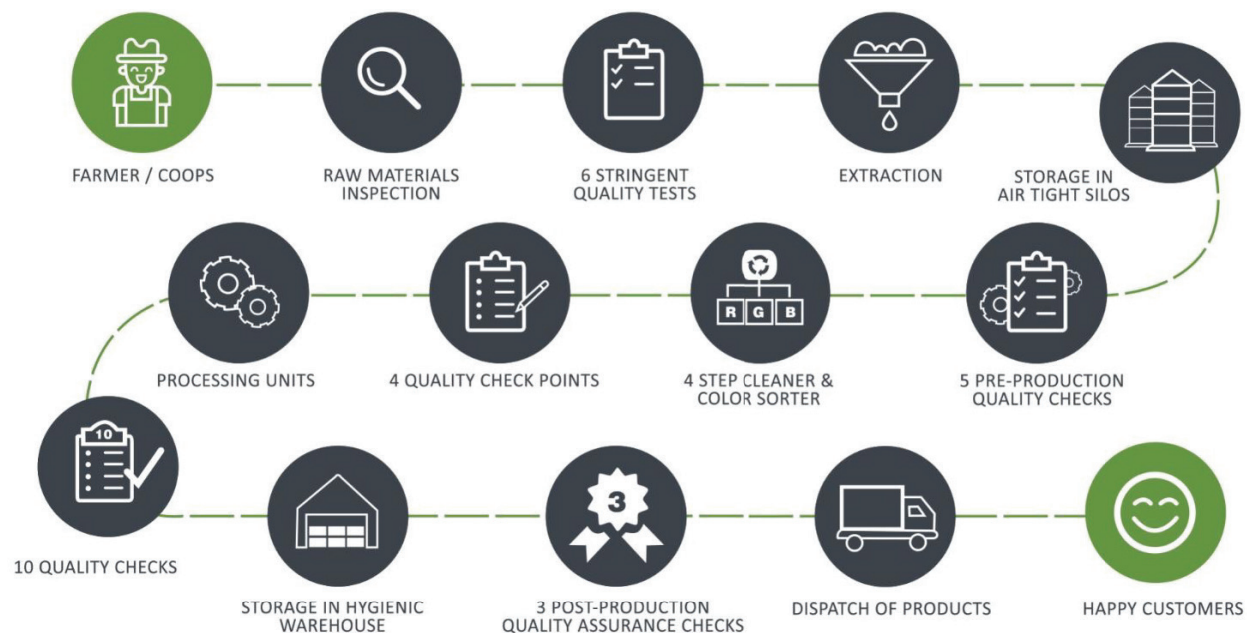 FARMER / COOPS
RAW MATERIALS
INSPECTION
6 STRINGENT
QUALITY TESTS
EXTRACTION
STORAGE IN
AIR TIGHT SILOS
R G B
5 PRE-PRODUCTION
QUALITY CHECKS
4 STEP CLEANER &
COLOR SORTER
4 QUALITY CHECK POINTS
PROCESSING UNITS
10
10 QUALITY CHECKS
STORAGE IN HYGIENIC
WAREHOUSE
3
3 POST-PRODUCTION
QUALITY ASSURANCE CHECKS
DISPATCH OF PRODUCTS
HAPPY CUSTOMERS